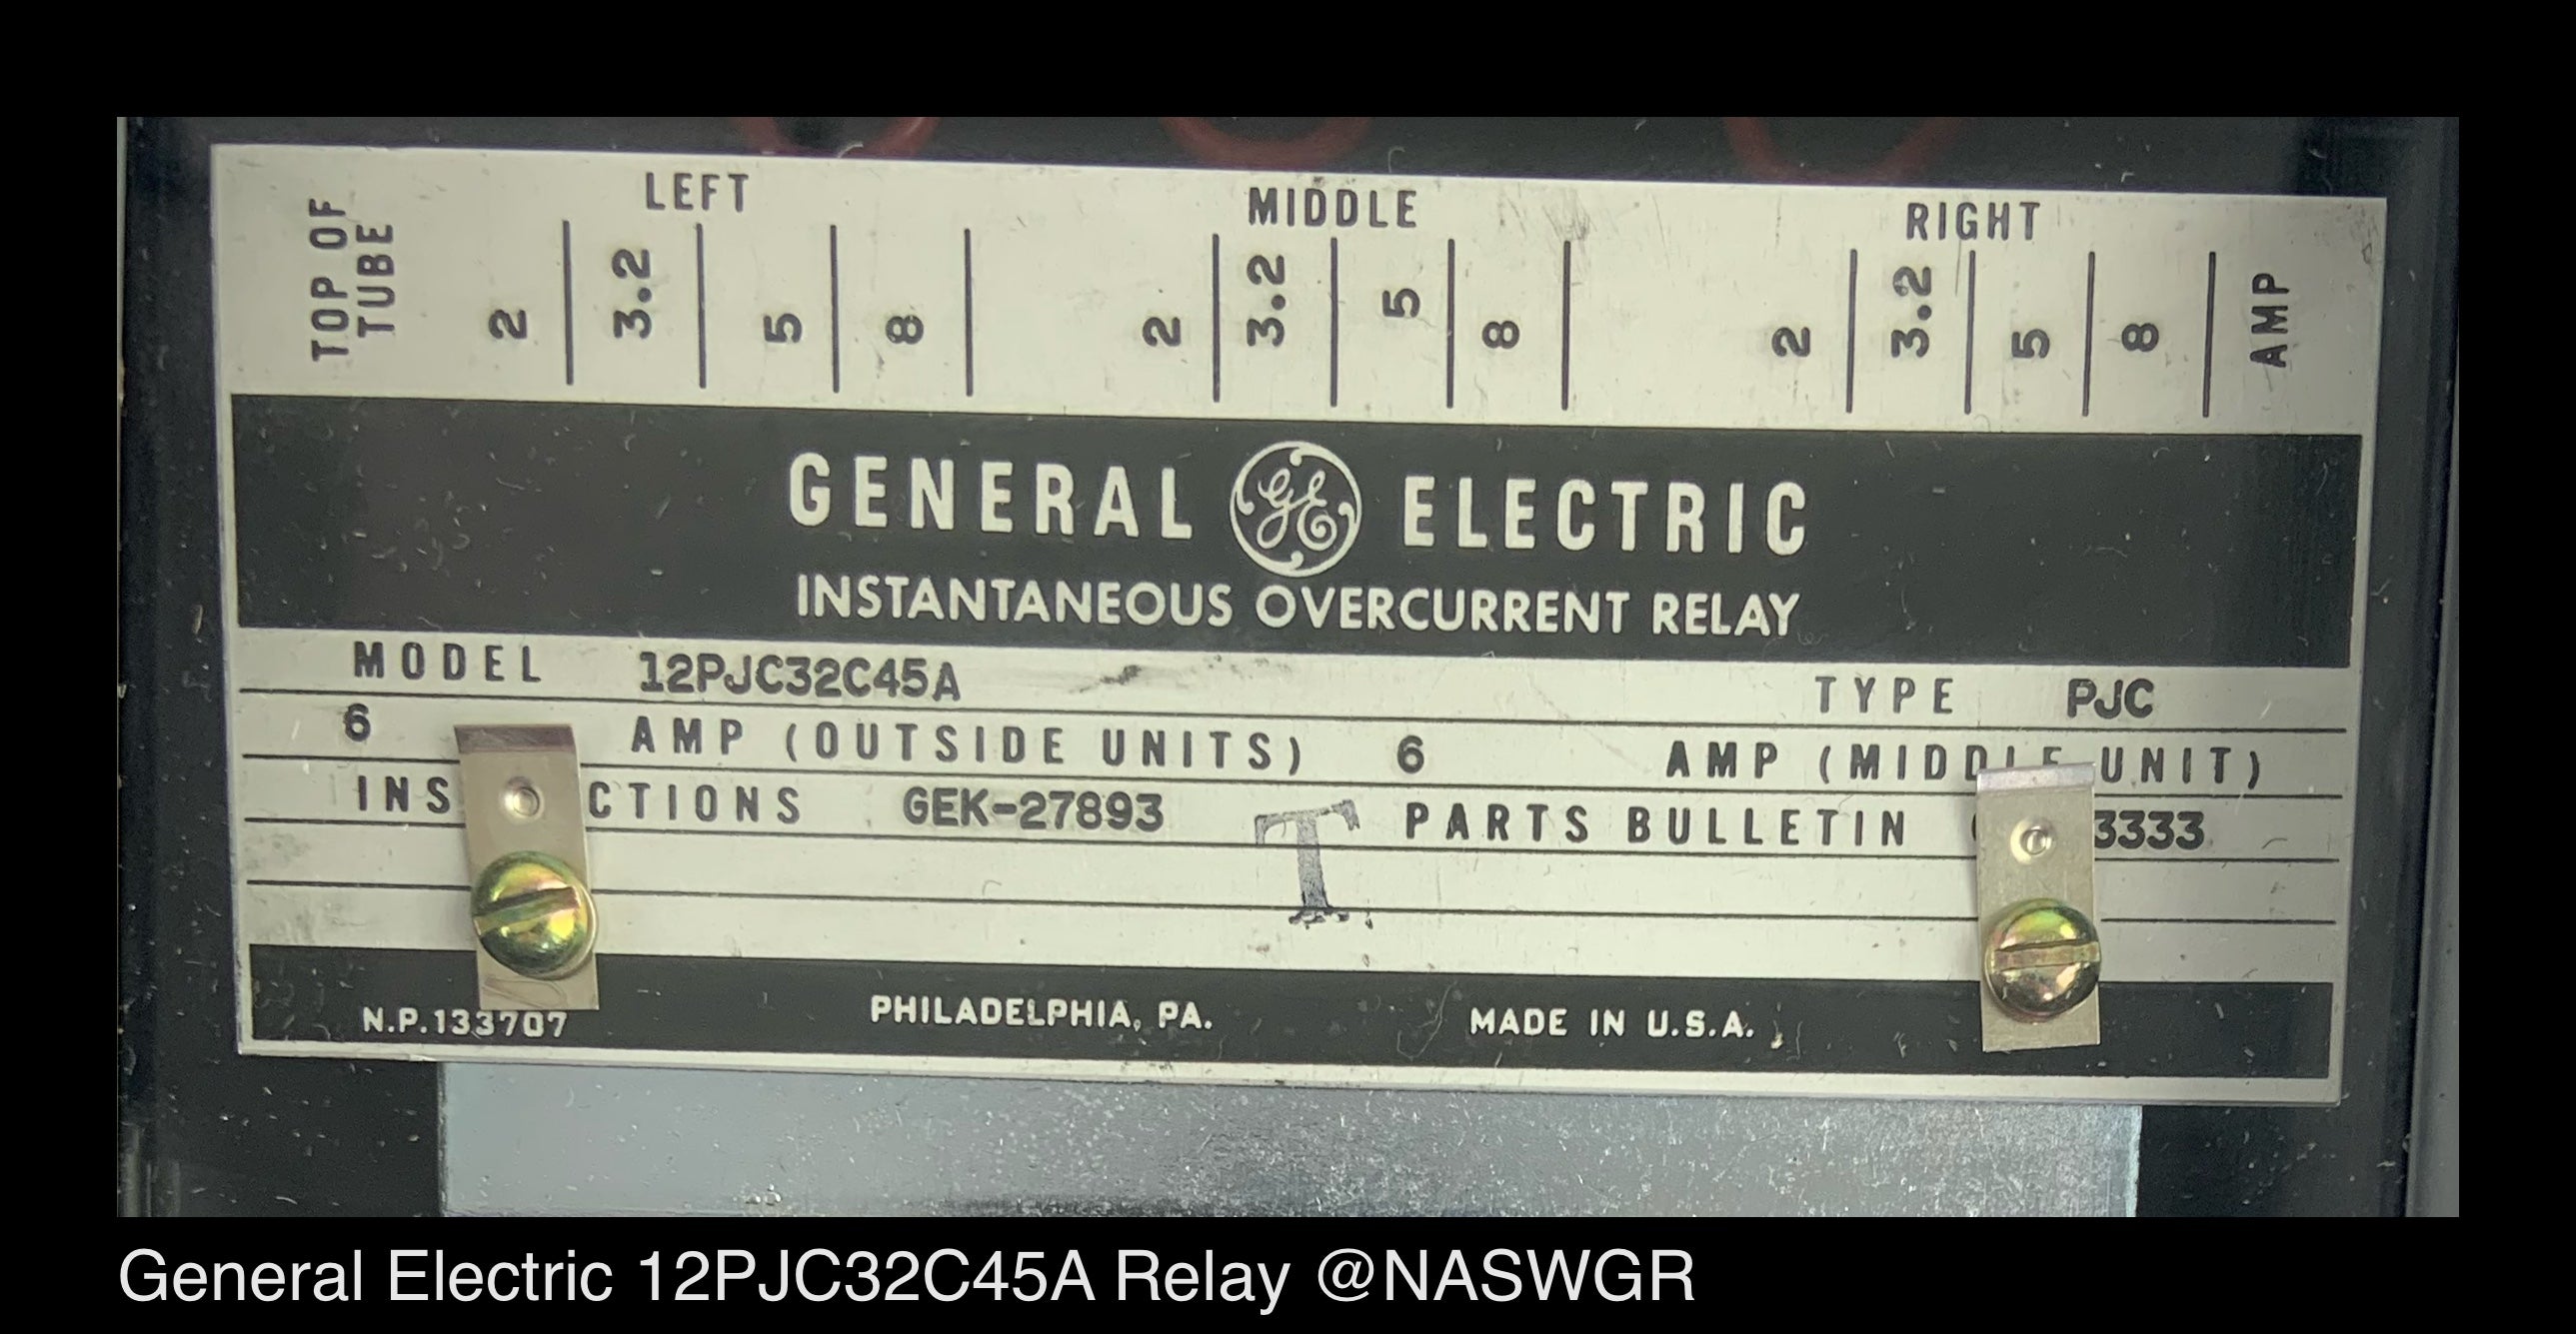 LEFT MIDDLE RIGHT
TOP OF
TUBE
2 3.2 5 8 2 3.2 5 8 2 3.2 5 8 AMP
GENERAL GE ELECTRIC
INSTANTANEOUS OVERCURRENT RELAY
MODEL 12PJC32C45A TYPE PJC
6 AMP (OUTSIDE UNITS) 6 AMP (MIDDLE UNIT)
INS CTIONS GEK-27893 PARTS BULLETIN 3333
T
N.P.133707 PHILADELPHIA, PA. MADE IN U.S.A.
General Electric 12PJC32C45A Relay @NASWGR